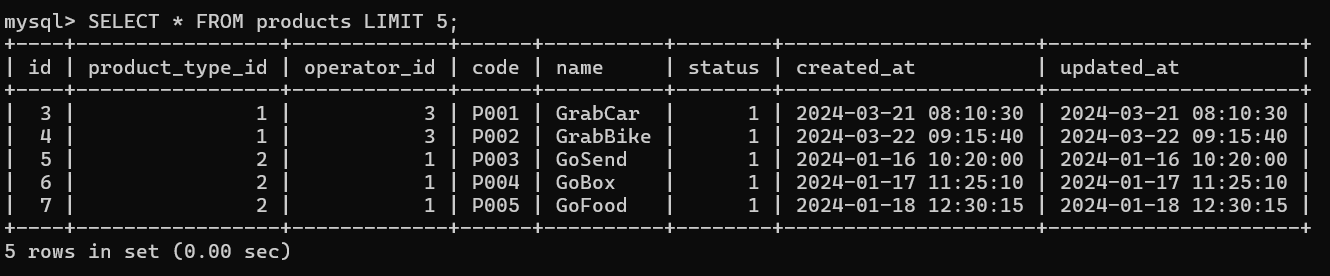 mysql> SELECT * FROM products LIMIT 5;
+----+-----------------+-------------+------+----------+--------+---------------------+---------------------+
| id | product_type_id | operator_id | code | name     | status | created_at          | updated_at          |
+----+-----------------+-------------+------+----------+--------+---------------------+---------------------+
|  3 |               1 |           3 | P001 | GrabCar  |      1 | 2024-03-21 08:10:30 | 2024-03-21 08:10:30 |
|  4 |               1 |           3 | P002 | GrabBike |      1 | 2024-03-22 09:15:40 | 2024-03-22 09:15:40 |
|  5 |               2 |           1 | P003 | GoSend   |      1 | 2024-01-16 10:20:00 | 2024-01-16 10:20:00 |
|  6 |               2 |           1 | P004 | GoBox    |      1 | 2024-01-17 11:25:10 | 2024-01-17 11:25:10 |
|  7 |               2 |           1 | P005 | GoFood   |      1 | 2024-01-18 12:30:15 | 2024-01-18 12:30:15 |
+----+-----------------+-------------+------+----------+--------+---------------------+---------------------+
5 rows in set (0.00 sec)